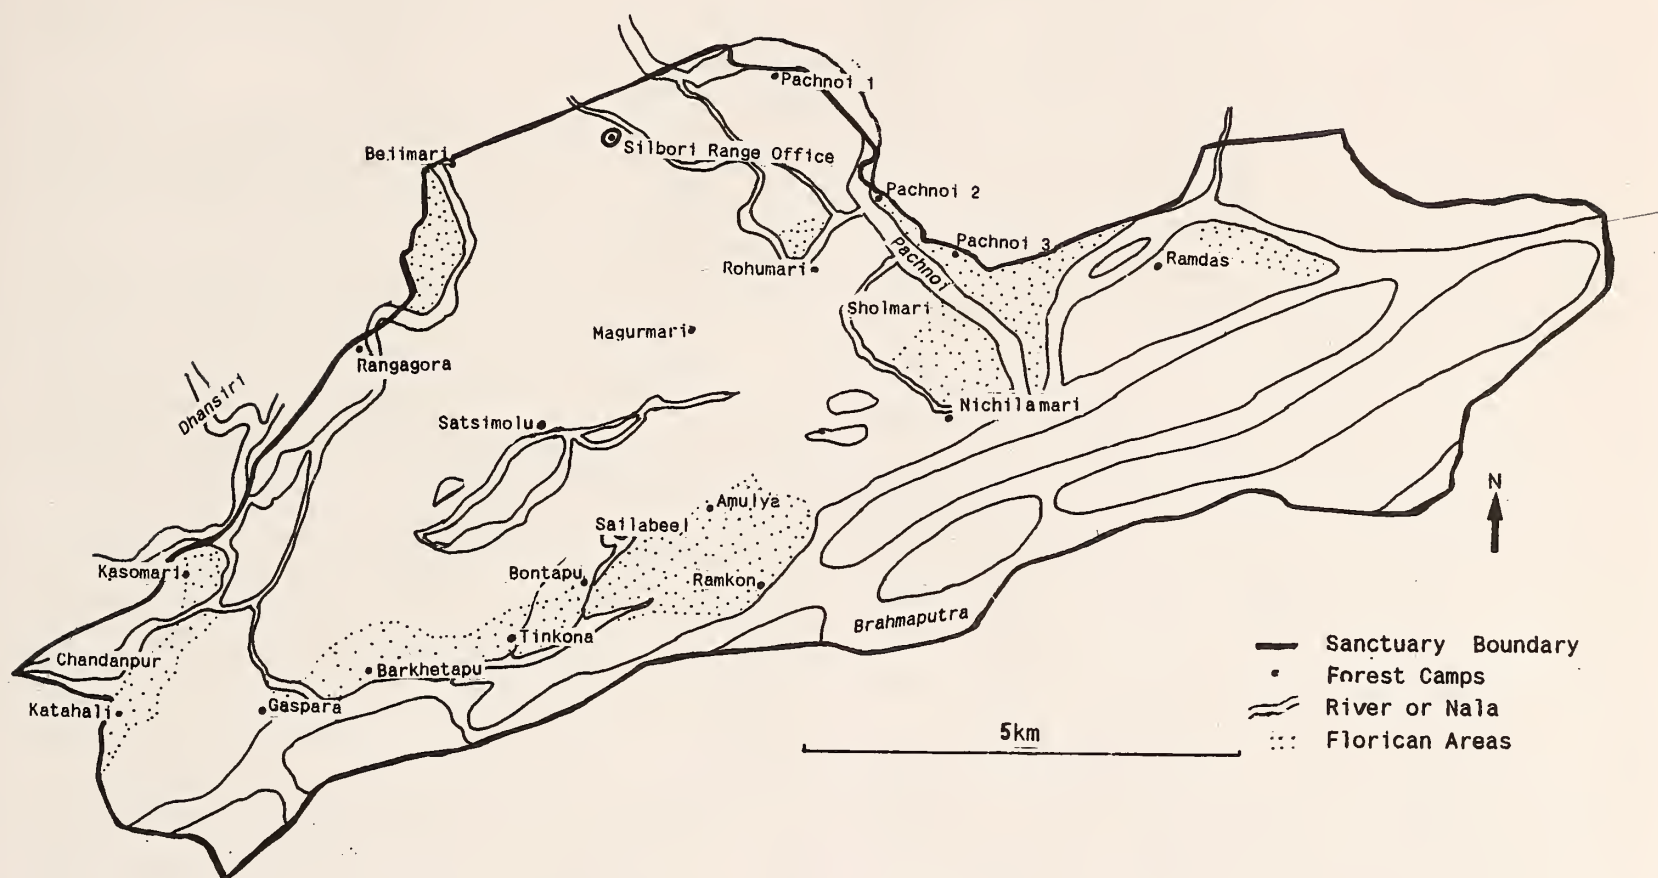 Pachnoi 1
Silbori Range Office
Bejimari
Pachnoi 2
Pachnoi 3
Pachnoi
Ramdas
Rohumari
Sholmari
Magurmari
Rangagora
Dhansiri
Nichilamari
Satsimolu
Amulya
Sailabeel
N
Kasomari
Bontapu
Ramkon
Brahmaputra
Tinkona
Chandanpur
Barkhetapu
Katahali
Gaspara
5km
Sanctuary Boundary
Forest Camps
River or Nala
Florican Areas